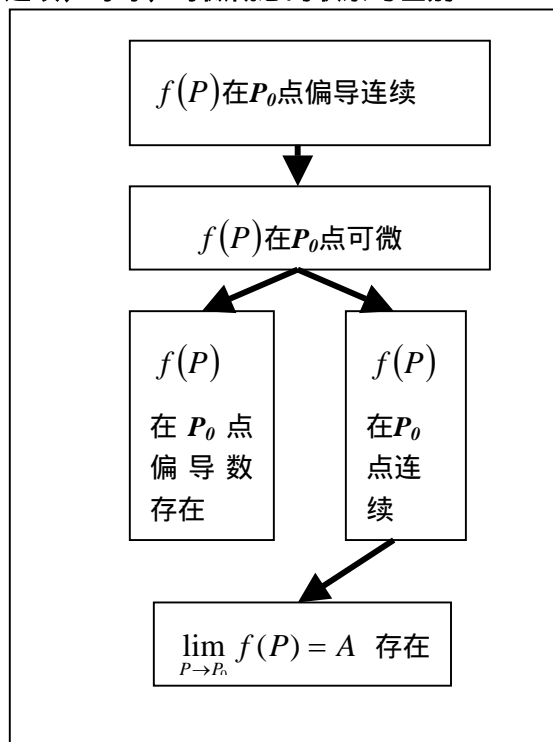 f(P)在P₀点偏导连续
f(P)在P₀点可微
f(P)
在 P₀ 点
偏 导 数
存在
f(P)
在P₀
点连
续
lim f(P) = A 存在
P→P₀